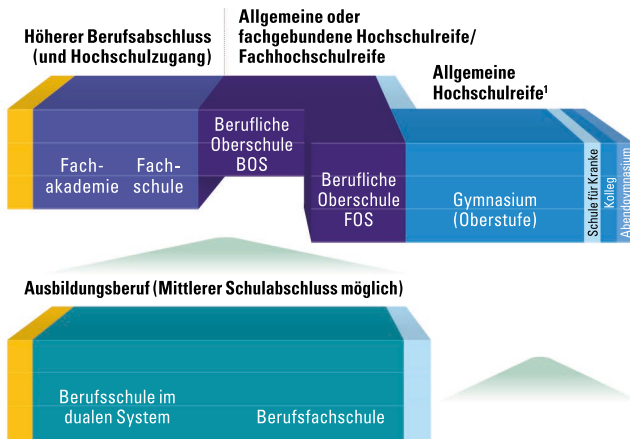 Höherer Berufsabschluss
(und Hochschulzugang)
Allgemeine oder
fachgebundene Hochschulreife/
Fachhochschulreife
Allgemeine
Hochschulreife¹
Fach-
akademie
Fach-
schule
Berufliche
Oberschule
BOS
Berufliche
Oberschule
FOS
Gymnasium
(Oberstufe)
Schule für Kranke
Kolleg
Abendgymnasium
Ausbildungsberuf (Mittlerer Schulabschluss möglich)
Berufsschule im
dualen System
Berufsfachschule